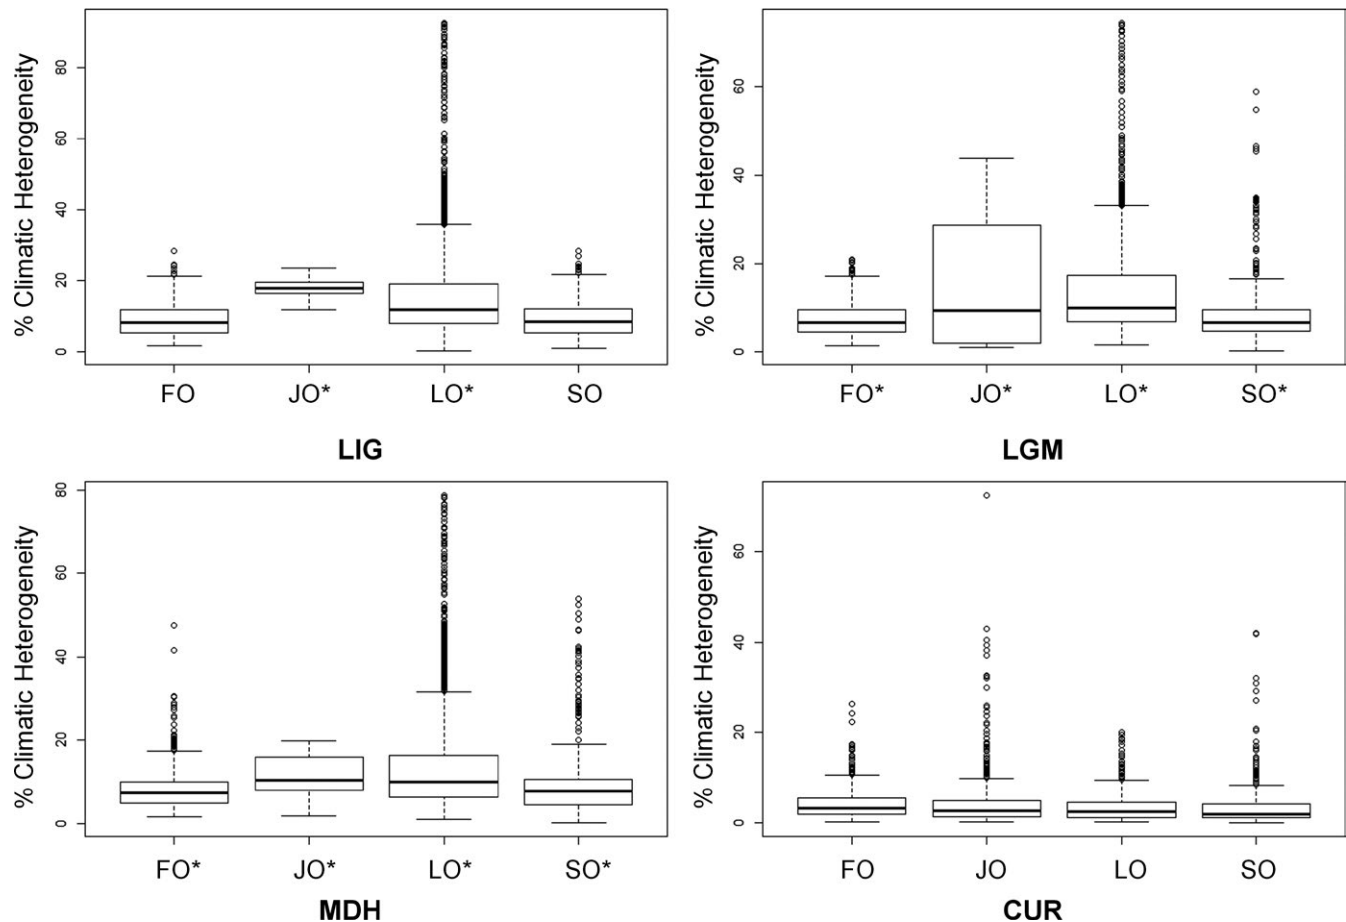 % Climatic Heterogeneity
80
60
40
20
0
FO JO* LO* SO
LIG
% Climatic Heterogeneity
60
40
20
0
FO* JO* LO* SO*
LGM
% Climatic Heterogeneity
80
60
40
20
0
FO* JO* LO* SO*
MDH
% Climatic Heterogeneity
60
40
20
0
FO JO LO SO
CUR